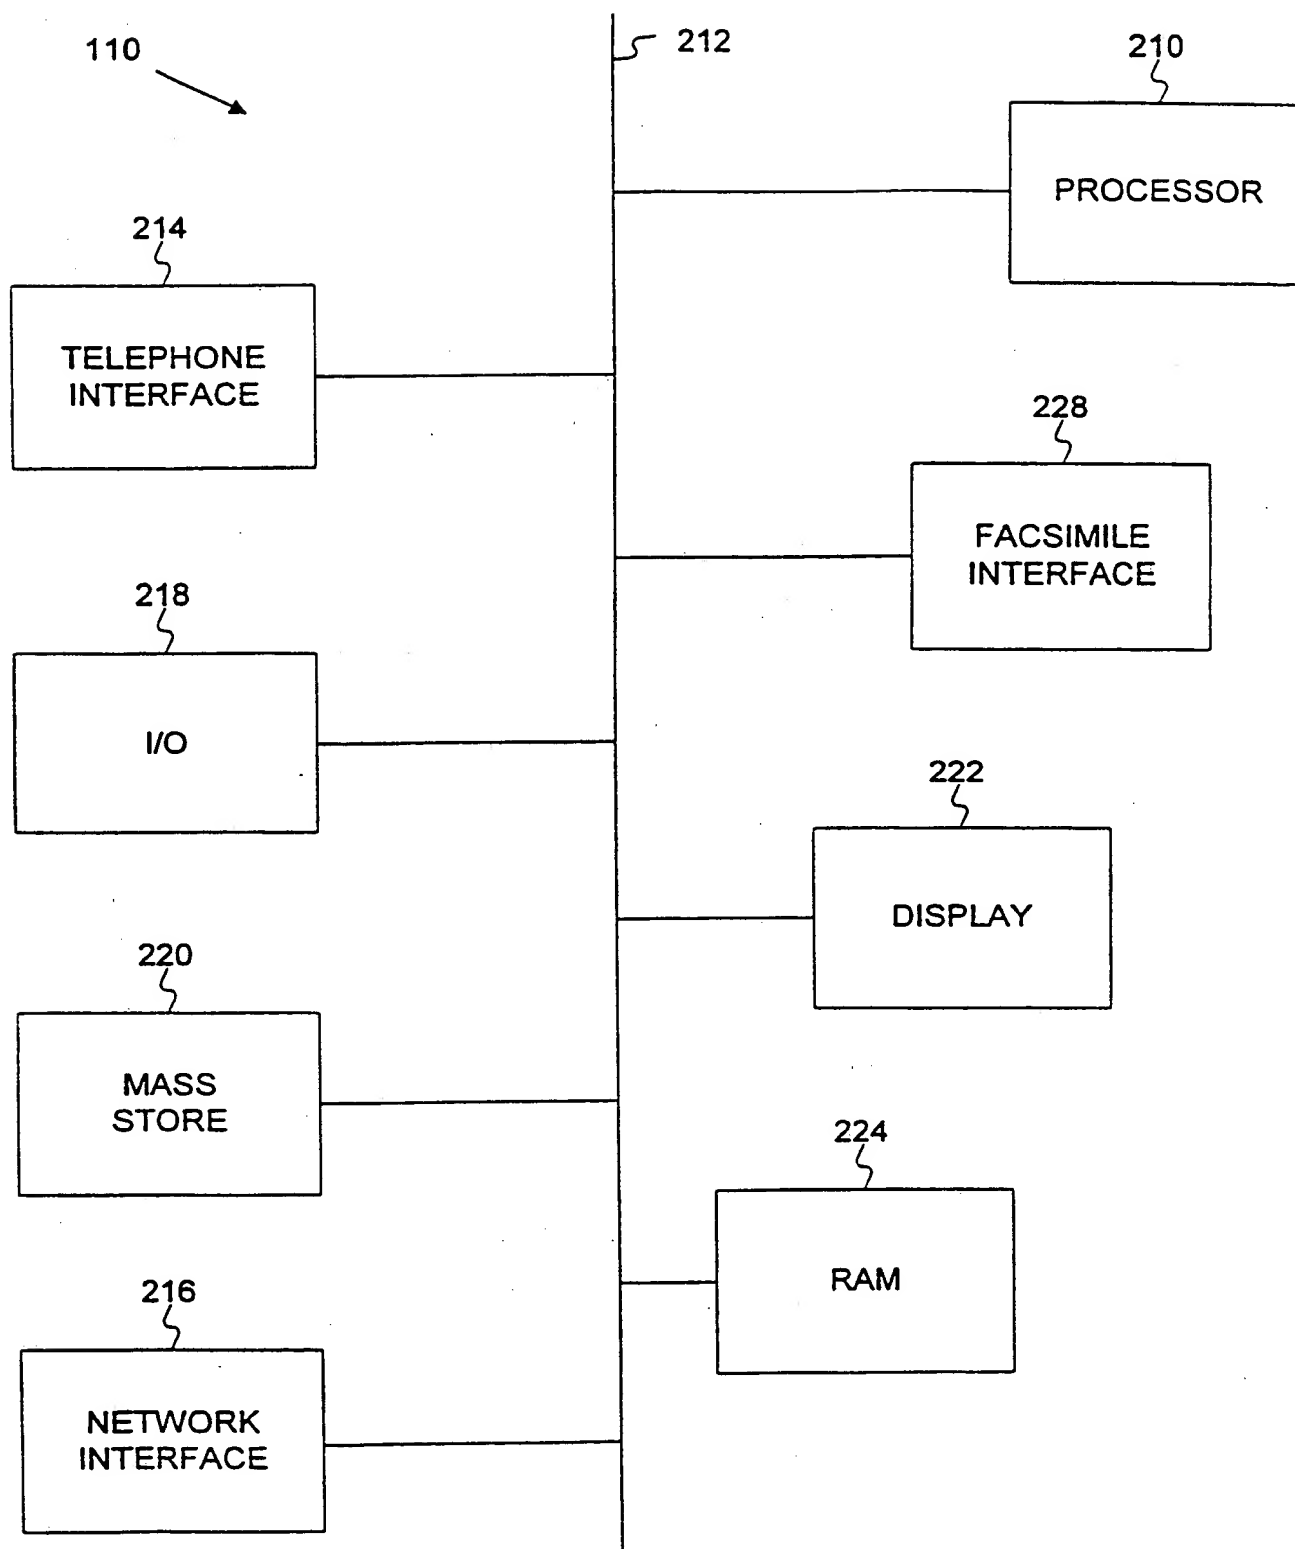 110
212
210
PROCESSOR
214
TELEPHONE
INTERFACE
228
FACSIMILE
INTERFACE
218
I/O
222
DISPLAY
220
MASS
STORE
224
RAM
216
NETWORK
INTERFACE